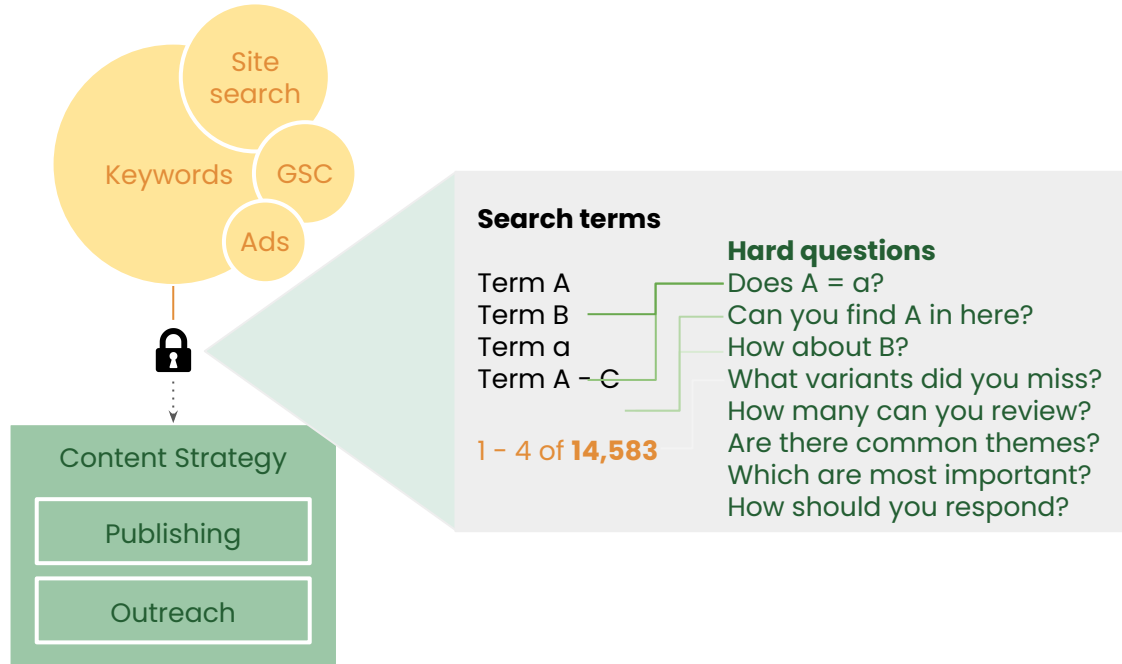 Site
search
Keywords
GSC
Ads
Search terms
Term A
Term B
Term a
Term A - C
1 - 4 of 14,583
Hard questions
Does A = a?
Can you find A in here?
How about B?
What variants did you miss?
How many can you review?
Are there common themes?
Which are most important?
How should you respond?
Content Strategy
Publishing
Outreach